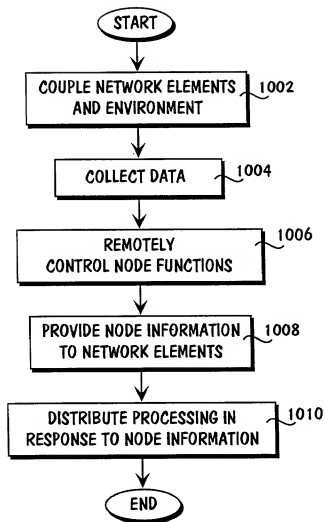 START
COUPLE NETWORK ELEMENTS
AND ENVIRONMENT
1002
COLLECT DATA
1004
REMOTELY
CONTROL NODE FUNCTIONS
1006
PROVIDE NODE INFORMATION
TO NETWORK ELEMENTS
1008
DISTRIBUTE PROCESSING IN
RESPONSE TO NODE INFORMATION
1010
END